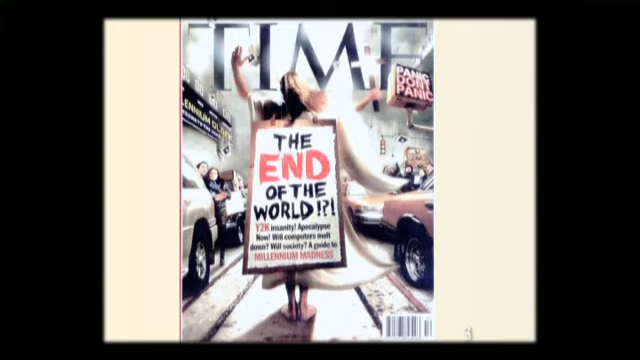 TIME
PANIC
DON'T
PANIC
THE
END
OF THE
WORLD!?!
Y2K insanity! Apocalypse
Now! Will computers melt
down? Will society? A guide to
MILLENNIUM MADNESS
3